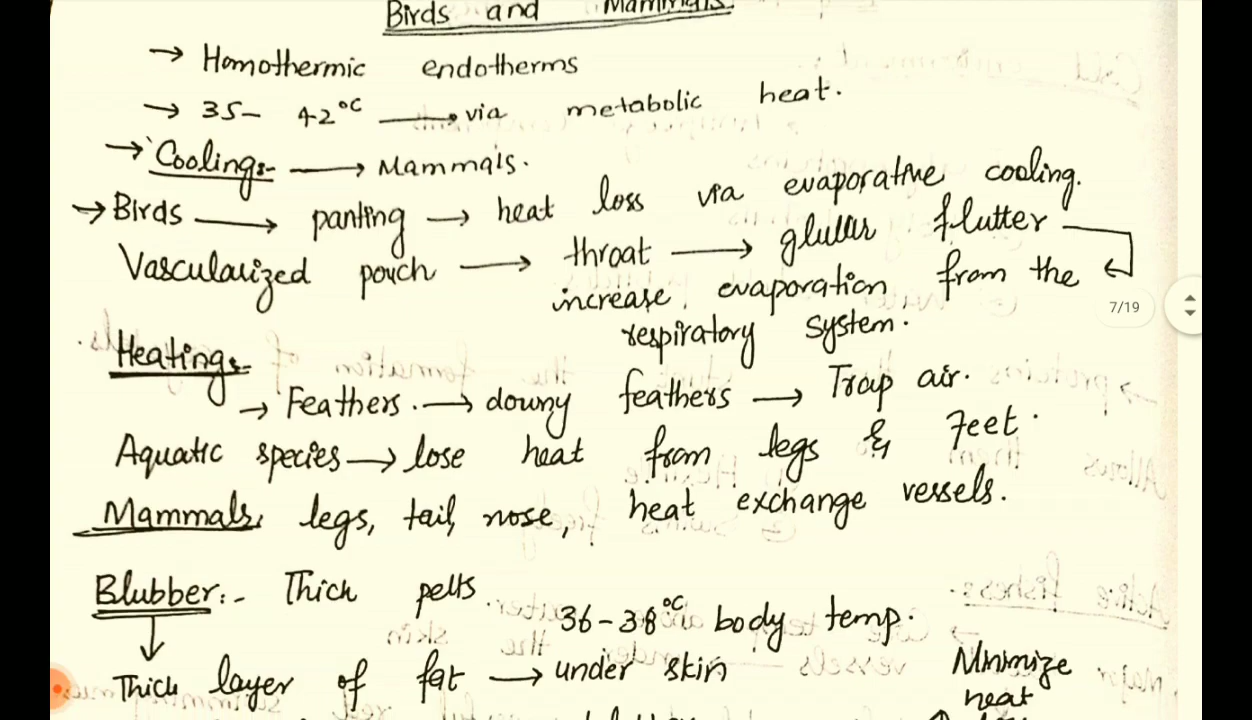 Birds and Mammals.
→ Homothermic endotherms
→ 35- 42°C → via metabolic heat.
→ Cooling:- → Mammals.
→ Birds → panting → heat loss via evaporative cooling.
Vascularized pouch → throat → flutter
increase evaporation from the
respiratory system.
7/19
Heating:-
→ Feathers. → downy feathers → Trap air.
Aquatic species → lose heat from legs & Feet.
Mammals: legs, tail, nose, heat exchange vessels.
Blubber:- Thick pelts. 36-38°C body temp.
Thick layer of fat → under skin
Minimize
heat